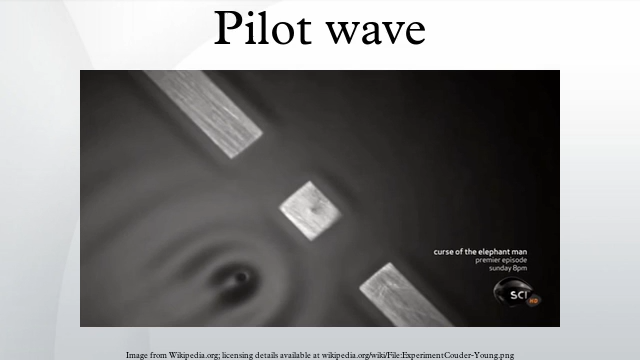 Pilot wave
curse of the elephant man
premier episode
sunday 8pm
SCI HD
Image from Wikipedia.org; licensing details available at wikipedia.org/wiki/File:ExperimentCouder-Young.png